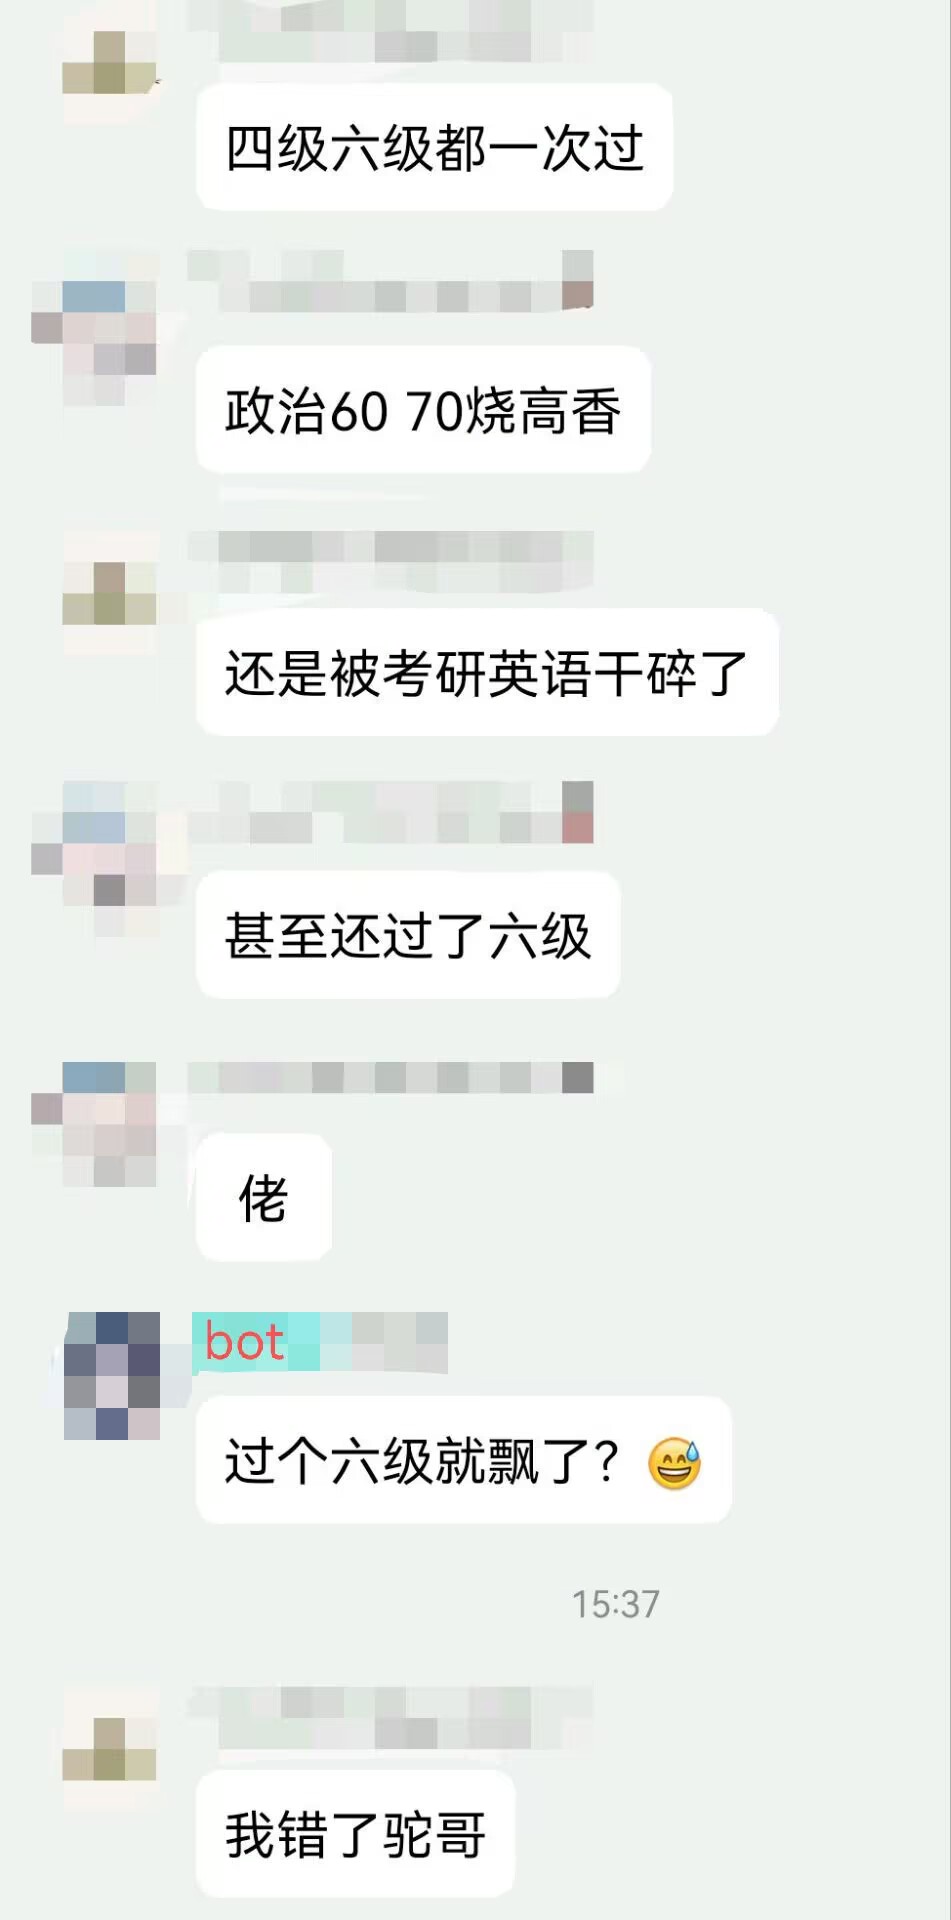 四级六级都一次过
政治60 70烧高香
还是被考研英语干碎了
甚至还过了六级
佬
bot
过个六级就飘了？😅
15:37
我错了驼哥